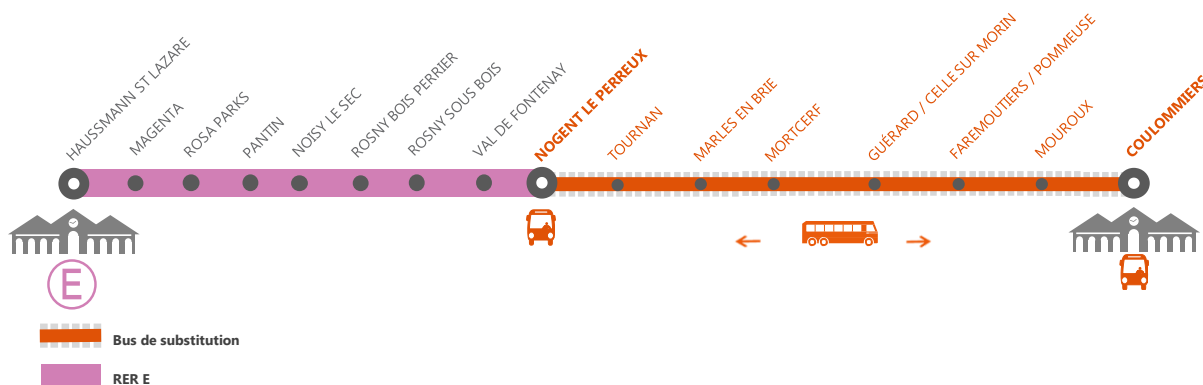 HAUSSMANN ST LAZARE
MAGENTA
ROSA PARKS
PANTIN
NOISY LE SEC
ROSNY BOIS PERRIER
ROSNY SOUS BOIS
VAL DE FONTENAY
NOGENT LE PERREUX
TOURNAN
MARLES EN BRIE
MORTCERF
GUÉRARD / CELLE SUR MORIN
FAREMOUTIERS / POMMEUSE
MOUROUX
COULOMMIERS
E
Bus de substitution
RER E